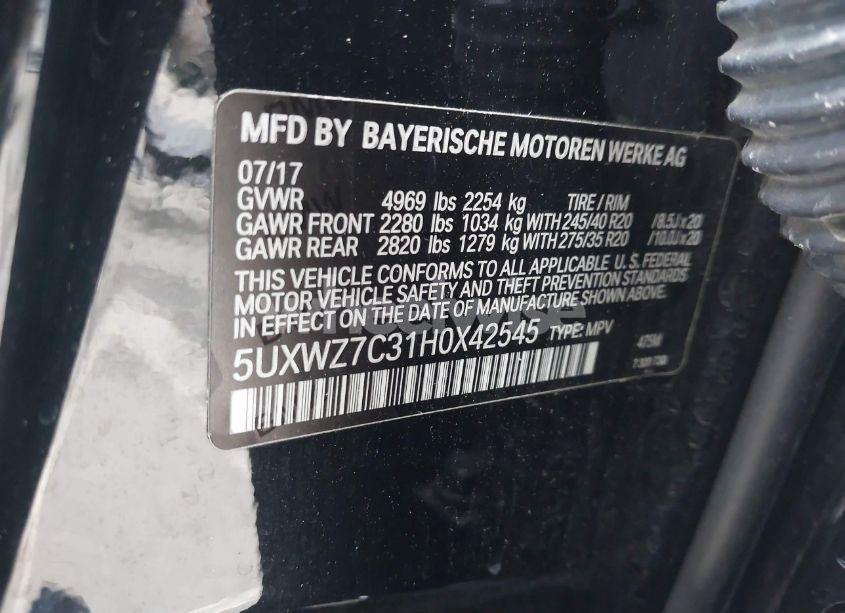 MFD BY BAYERISCHE MOTOREN WERKE AG
07/17
GVWR 4969 lbs 2254 kg TIRE / RIM
GAWR FRONT 2280 lbs 1034 kg WITH 245/40 R20 /8.5J x 20
GAWR REAR 2820 lbs 1279 kg WITH 275/35 R20 /10.0J x 20
THIS VEHICLE CONFORMS TO ALL APPLICABLE U.S. FEDERAL
MOTOR VEHICLE SAFETY AND THEFT PREVENTION STANDARDS
IN EFFECT ON THE DATE OF MANUFACTURE SHOWN ABOVE.
5UXWZ7C31H0X42545 TYPE: MPV 475M